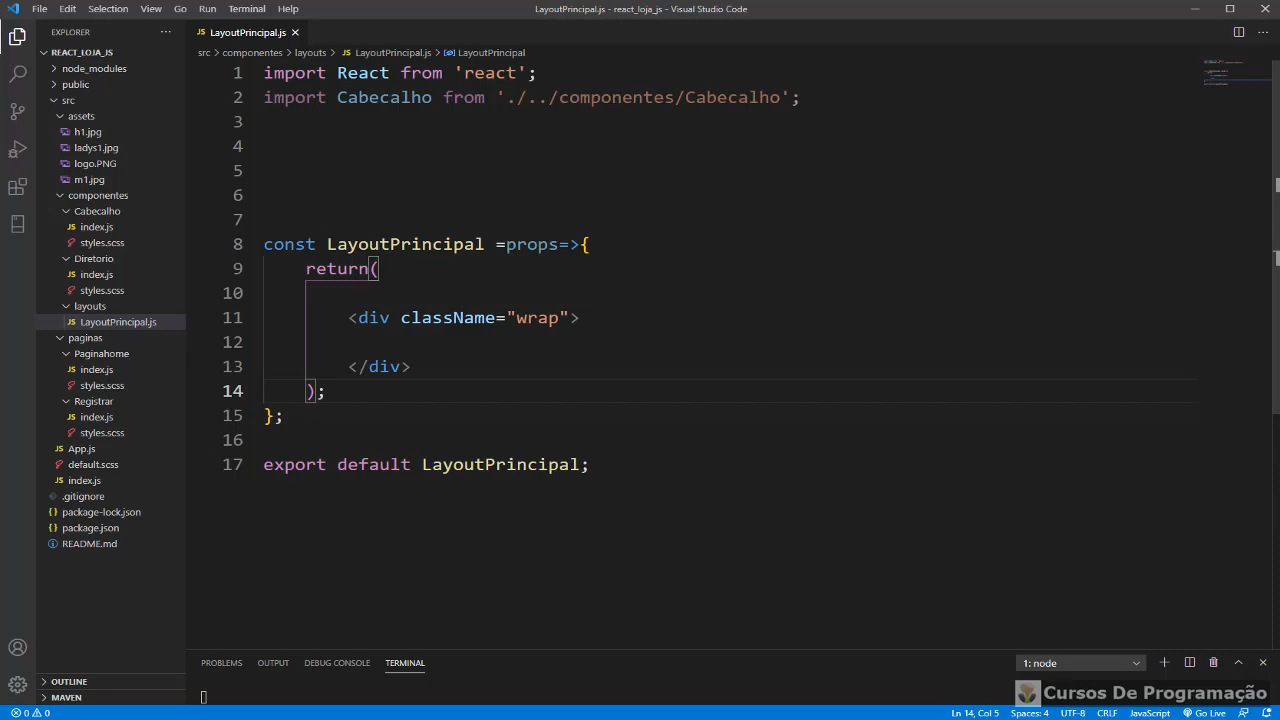 File Edit Selection View Go Run Terminal Help
LayoutPrincipal.js - react_loja_js - Visual Studio Code
EXPLORER
REACT_LOJA_JS
node_modules
public
src
assets
h1.jpg
ladys1.jpg
logo.PNG
m1.jpg
componentes
Cabecalho
index.js
styles.scss
Diretorio
index.js
styles.scss
layouts
LayoutPrincipal.js
paginas
Paginahome
index.js
styles.scss
Registrar
index.js
styles.scss
App.js
default.scss
index.js
.gitignore
package-lock.json
package.json
README.md
OUTLINE
MAVEN
LayoutPrincipal.js
src > componentes > layouts > JS LayoutPrincipal.js > LayoutPrincipal
1 import React from 'react';
2 import Cabecalho from './../componentes/Cabecalho';
3
4
5
6
7
8 const LayoutPrincipal =props=>{
9 return(
10
11 <div className="wrap">
12
13 </div>
14 );
15 };
16
17 export default LayoutPrincipal;
PROBLEMS OUTPUT DEBUG CONSOLE TERMINAL
1: node
Cursos De Programação
0 0
Ln 14, Col 5 Spaces: 4 UTF-8 CRLF JavaScript Go Live